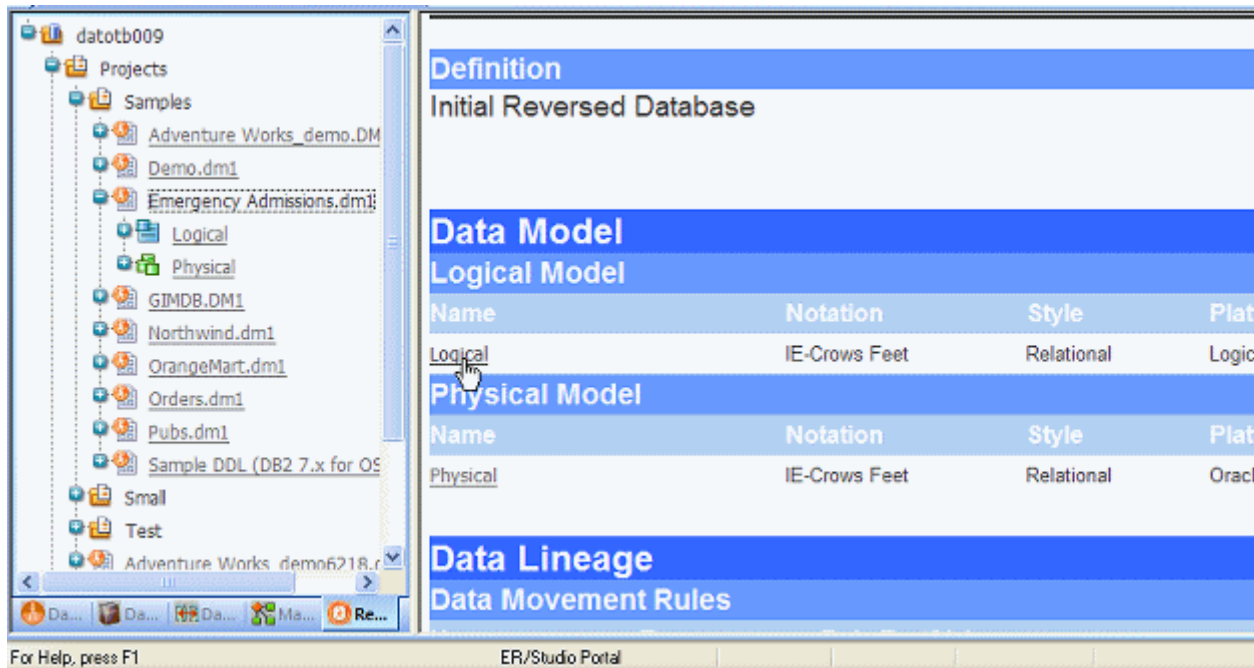 datotb009
Projects
Samples
Adventure Works_demo.DM
Demo.dm1
Emergency Admissions.dm1
Logical
Physical
GIMDB.DM1
Northwind.dm1
OrangeMart.dm1
Orders.dm1
Pubs.dm1
Sample DDL (DB2 7.x for OS
Small
Test
Adventure Works_demo6218.
Da... Da... Da... Ma... Re...
Definition
Initial Reversed Database
Data Model
Logical Model
Name Notation Style Plat
Logical IE-Crows Feet Relational Logic
Physical Model
Name Notation Style Plat
Physical IE-Crows Feet Relational Oracl
Data Lineage
Data Movement Rules
For Help, press F1 ER/Studio Portal